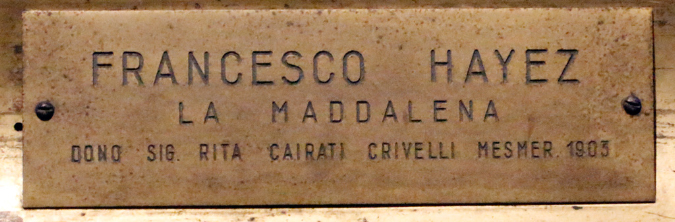 FRANCESCO HAYEZ
LA MADDALENA
DONO SIG. RITA CAIRATI CRIVELLI MESMER. 1903